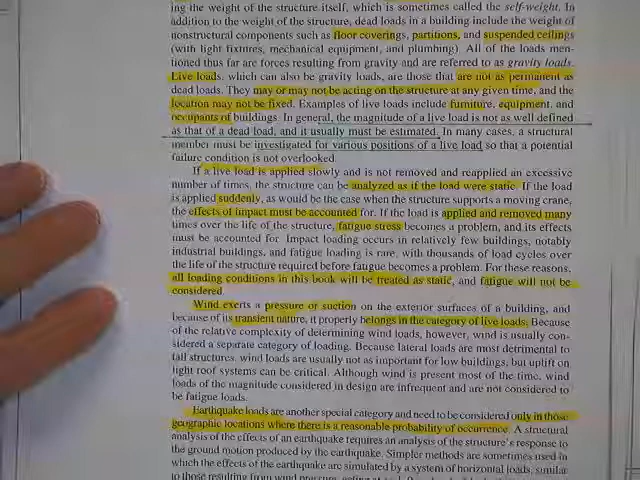 ing the weight of the structure itself, which is sometimes called the self-weight. In
addition to the weight of the structure, dead loads in a building include the weight of
nonstructural components such as floor coverings, partitions, and suspended ceilings
(with light fixtures, mechanical equipment, and plumbing). All of the loads men-
tioned thus far are forces resulting from gravity and are referred to as gravity loads.
Live loads, which can also be gravity loads, are those that are not as permanent as
dead loads. They may or may not be acting on the structure at any given time, and the
location may not be fixed. Examples of live loads include furniture, equipment, and
occupants of buildings. In general, the magnitude of a live load is not as well defined
as that of a dead load, and it usually must be estimated. In many cases, a structural
member must be investigated for various positions of a live load so that a potential
failure condition is not overlooked.
If a live load is applied slowly and is not removed and reapplied an excessive
number of times, the structure can be analyzed as if the load were static. If the load
is applied suddenly, as would be the case when the structure supports a moving crane,
the effects of impact must be accounted for. If the load is applied and removed many
times over the life of the structure, fatigue stress becomes a problem, and its effects
must be accounted for. Impact loading occurs in relatively few buildings, notably
industrial buildings, and fatigue loading is rare, with thousands of load cycles over
the life of the structure required before fatigue becomes a problem. For these reasons,
all loading conditions in this book will be treated as static, and fatigue will not be
considered.
Wind exerts a pressure or suction on the exterior surfaces of a building, and
because of its transient nature, it properly belongs in the category of live loads. Because
of the relative complexity of determining wind loads, however, wind is usually con-
sidered a separate category of loading. Because lateral loads are most detrimental to
tall structures, wind loads are usually not as important for low buildings, but uplift on
light roof systems can be critical. Although wind is present most of the time, wind
loads of the magnitude considered in design are infrequent and are not considered to
be fatigue loads.
Earthquake loads are another special category and need to be considered only in those
geographic locations where there is a reasonable probability of occurrence. A structural
analysis of the effects of an earthquake requires an analysis of the structure's response to
the ground motion produced by the earthquake. Simpler methods are sometimes used in
which the effects of the earthquake are simulated by a system of horizontal loads, similar
to those resulting from wind pressure, acting at